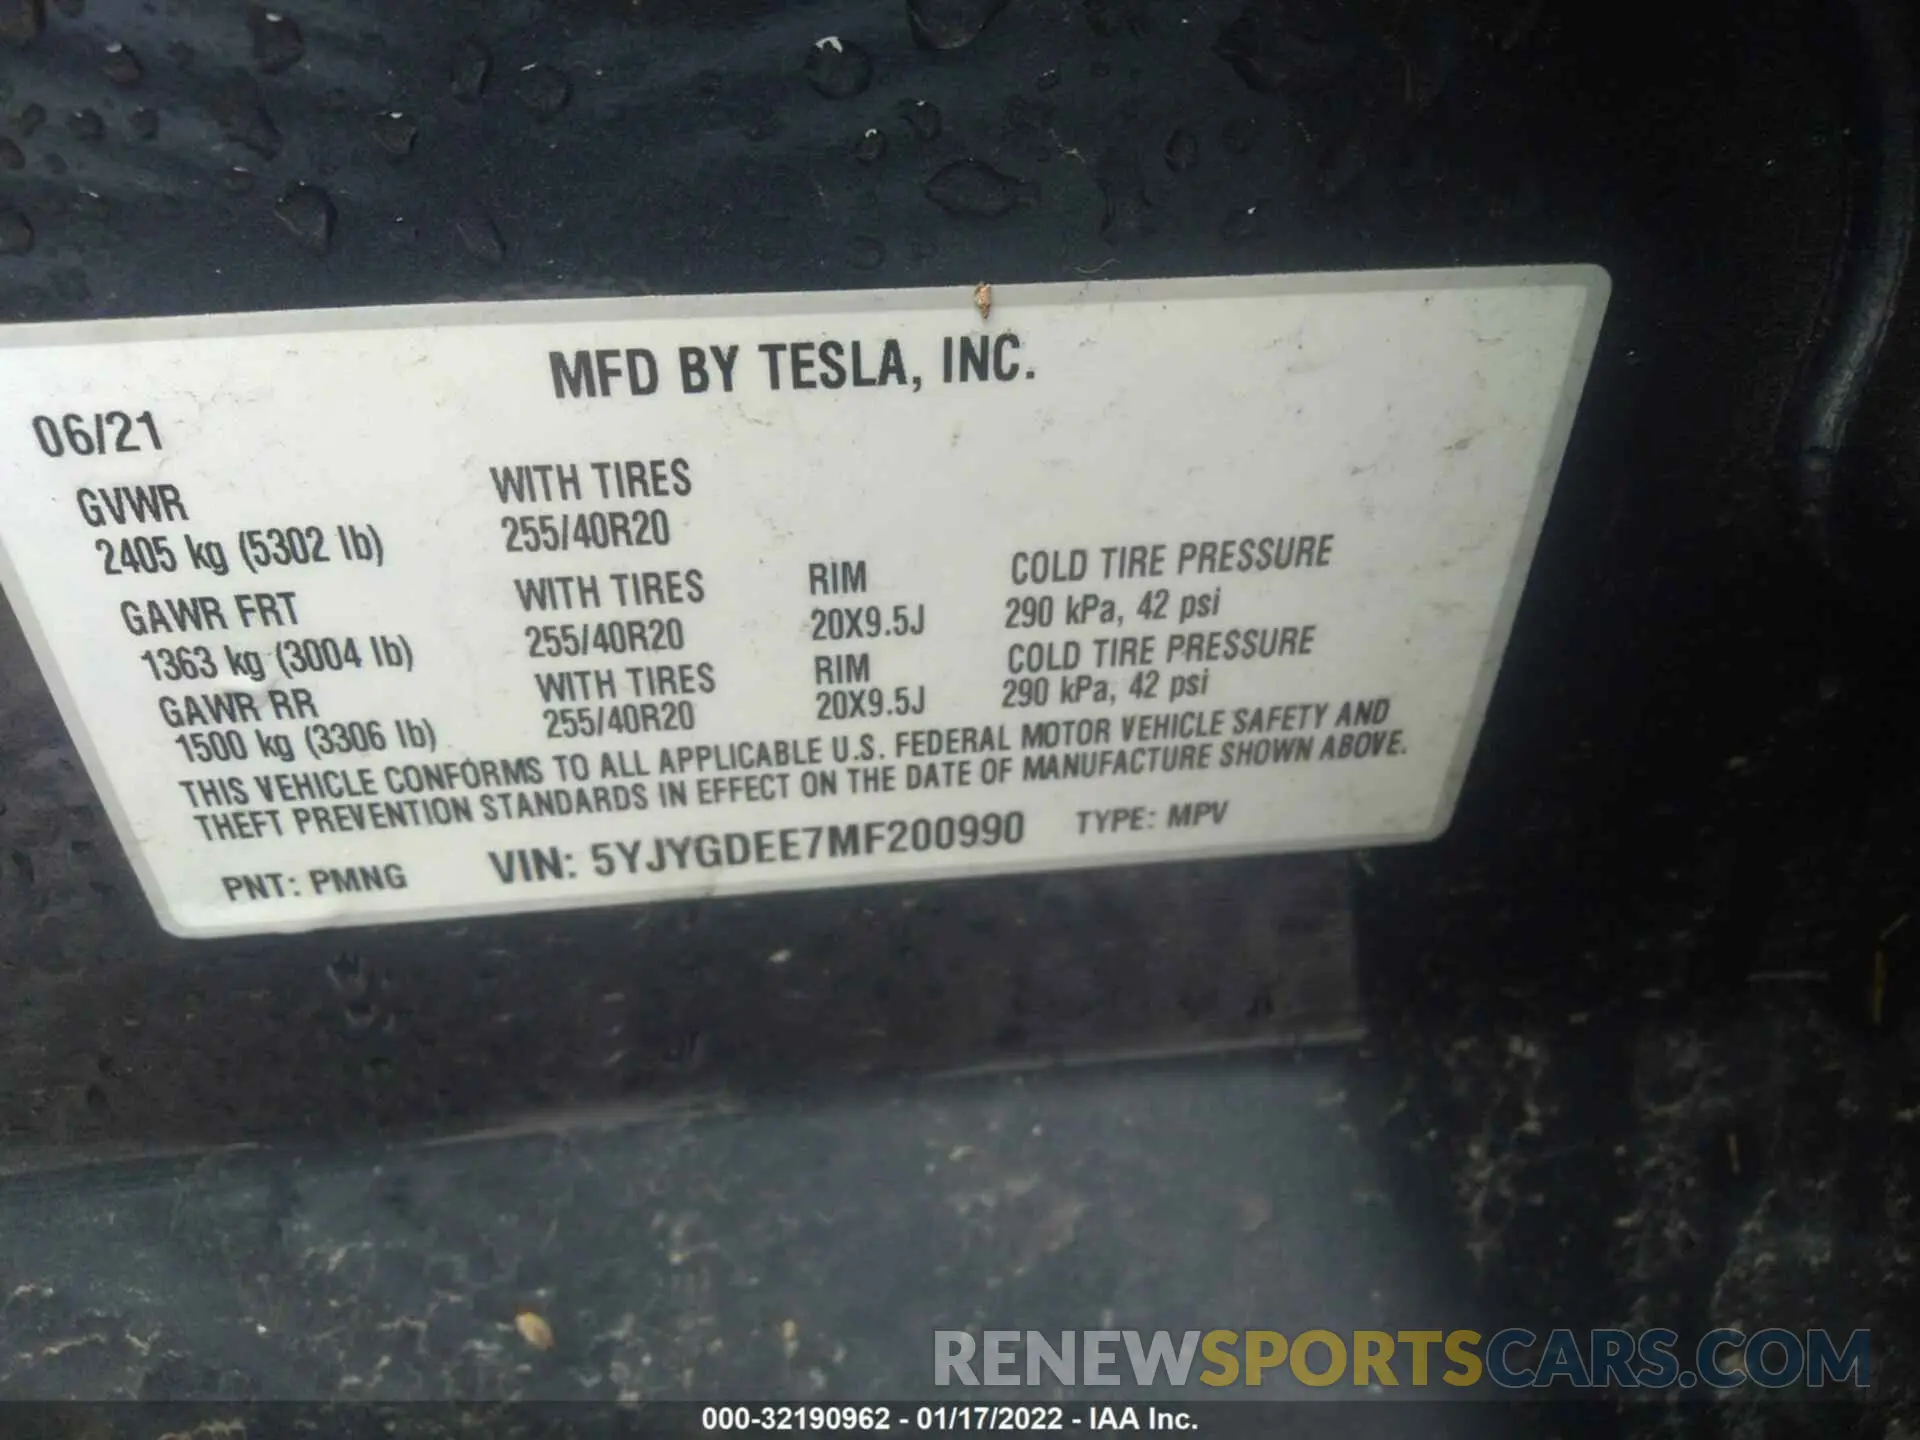 MFD BY TESLA, INC.
06/21
GVWR WITH TIRES
2405 kg (5302 lb) 255/40R20
GAWR FRT WITH TIRES RIM COLD TIRE PRESSURE
1363 kg (3004 lb) 255/40R20 20X9.5J 290 kPa, 42 psi
GAWR RR WITH TIRES RIM COLD TIRE PRESSURE
1500 kg (3306 lb) 255/40R20 20X9.5J 290 kPa, 42 psi
THIS VEHICLE CONFORMS TO ALL APPLICABLE U.S. FEDERAL MOTOR VEHICLE SAFETY AND
THEFT PREVENTION STANDARDS IN EFFECT ON THE DATE OF MANUFACTURE SHOWN ABOVE.
PNT: PMNG VIN: 5YJYGDEE7MF200990 TYPE: MPV
RENEWSPORTSCARS.COM
000-32190962 - 01/17/2022 - IAA Inc.